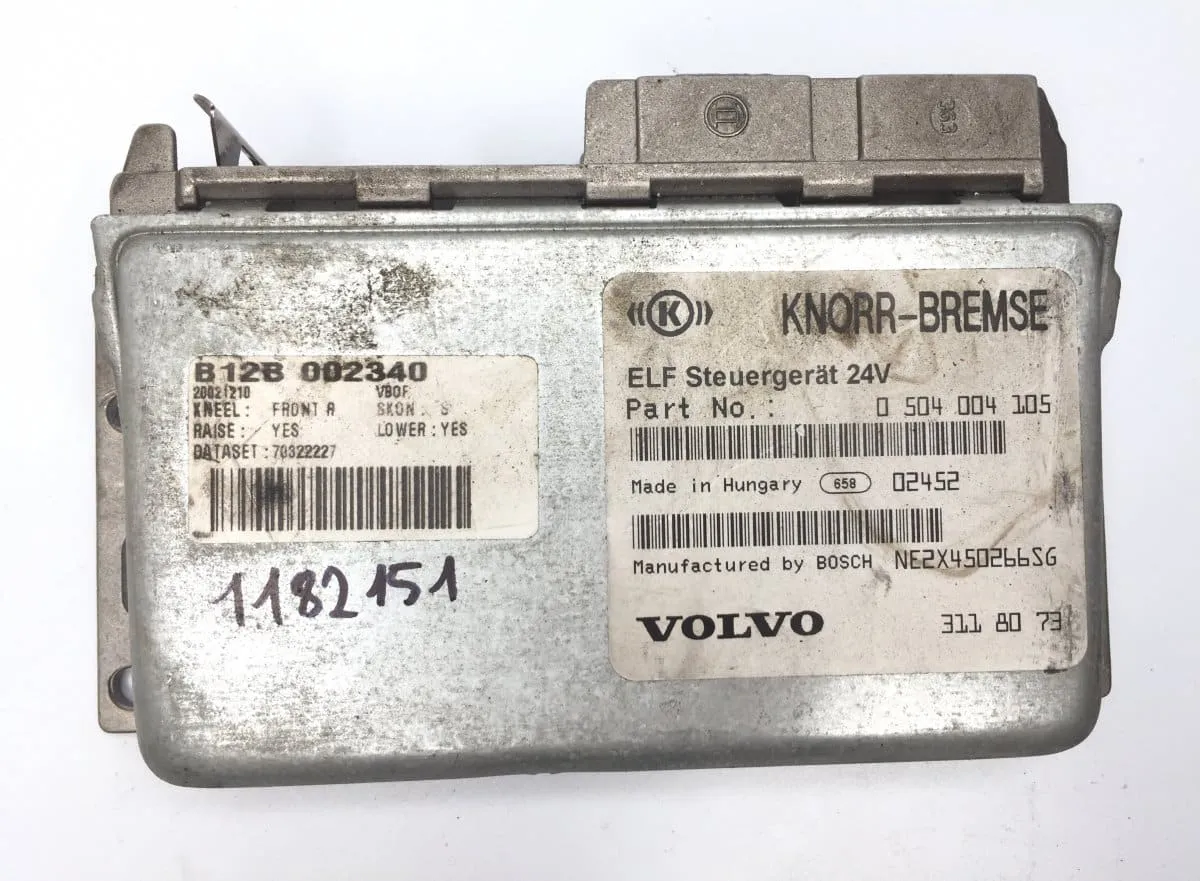 363
B12B 002340
20021210 VBOF
KNEEL: FRONT A SKON: S
RAISE: YES LOWER: YES
DATASET: 70322227
1182151
K KNORR-BREMSE
ELF Steuergerät 24V
Part No.: 0 504 004 105
Made in Hungary 658 02452
Manufactured by BOSCH NE2X450266SG
VOLVO 311 80 73